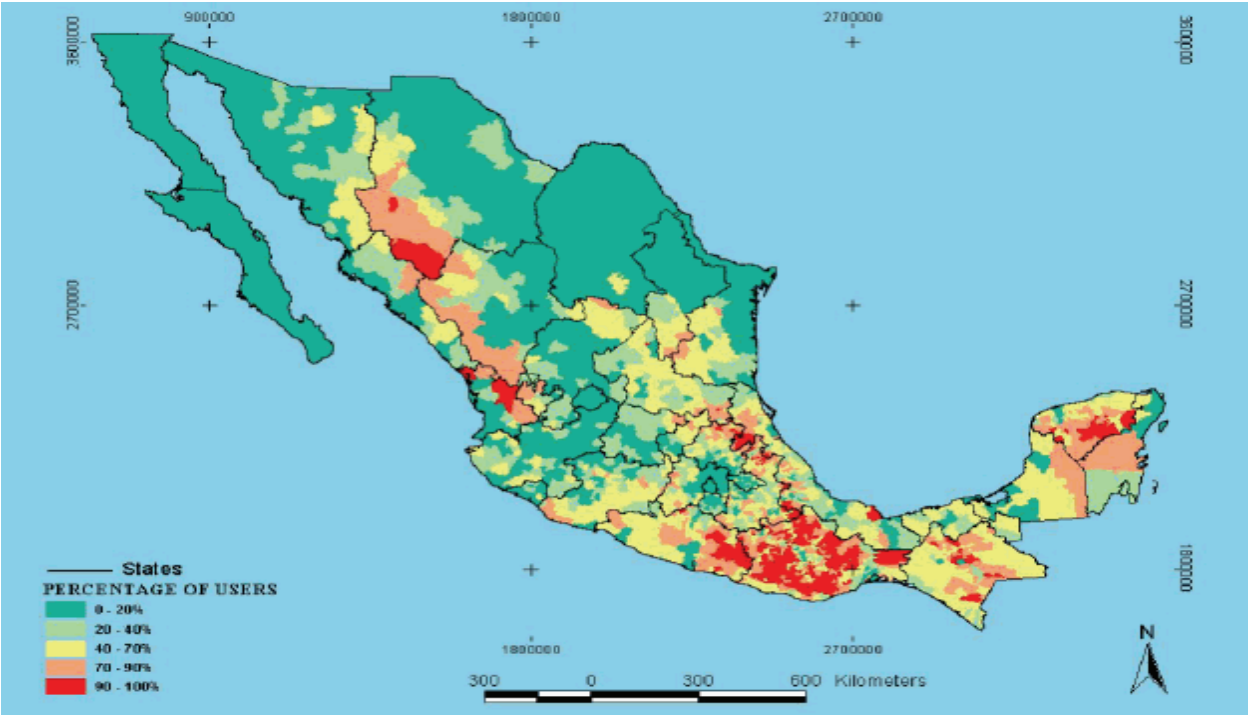 900000 1800000 2700000
3600000 3600000
2700000 2700000
1800000
1800000 2700000
States
PERCENTAGE OF USERS
0 - 20%
20 - 40%
40 - 70%
70 - 90%
90 - 100%
N
300 0 300 600 Kilometers